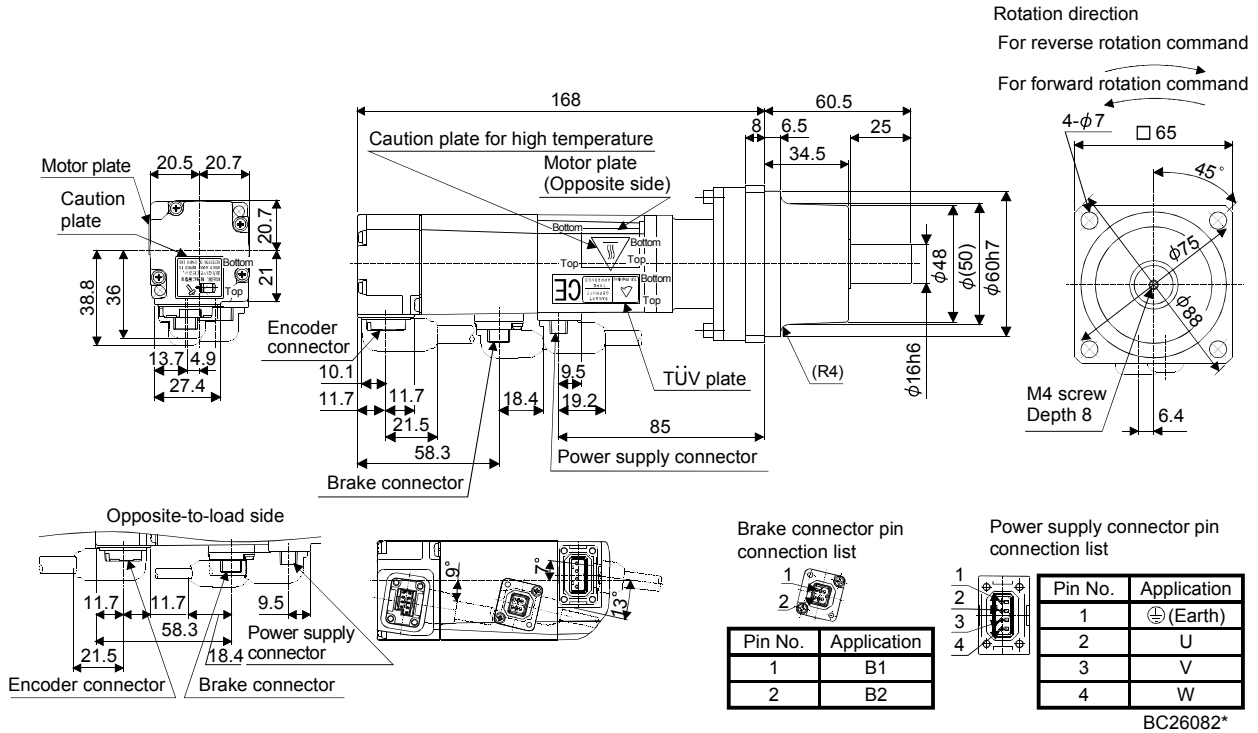 Rotation direction
For reverse rotation command
For forward rotation command
168
60.5
8
6.5
25
34.5
Caution plate for high temperature
Motor plate
(Opposite side)
Bottom
Bottom
Top
Top
Bottom
Top
CE
TÜV plate
(R4)
φ48
φ(50)
φ60h7
φ16h6
4-φ7
□65
45°
φ75
φ88
M4 screw
Depth 8
6.4
Motor plate
20.5
20.7
Caution
plate
20.7
21
Bottom
Top
38.8
36
13.7
4.9
27.4
Encoder
connector
10.1
11.7
11.7
21.5
58.3
18.4
9.5
19.2
85
Power supply connector
Brake connector
Opposite-to-load side
11.7
11.7
9.5
58.3
18.4
21.5
Power supply
connector
Encoder connector
Brake connector
9°
7°
13°
Brake connector pin
connection list
1
2
Pin No. Application
1 B1
2 B2
Power supply connector pin
connection list
1
2
3
4
Pin No. Application
1 (Earth)
2 U
3 V
4 W
BC26082*